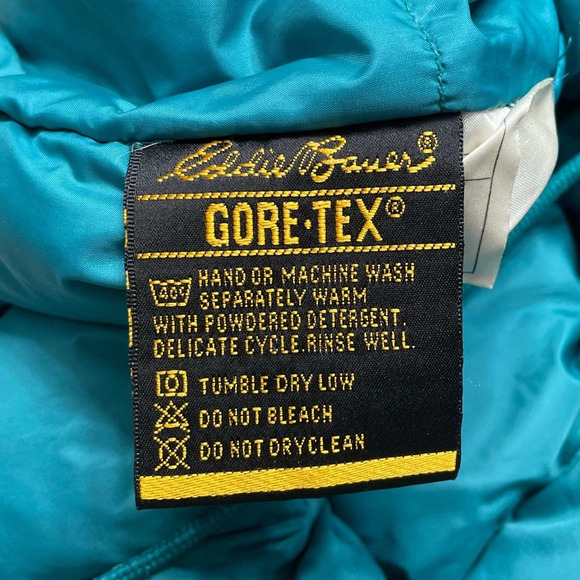 Eddie Bauer®
GORE·TEX®
40° HAND OR MACHINE WASH
SEPARATELY WARM
WITH POWDERED DETERGENT.
DELICATE CYCLE.RINSE WELL.
TUMBLE DRY LOW
DO NOT BLEACH
DO NOT DRYCLEAN